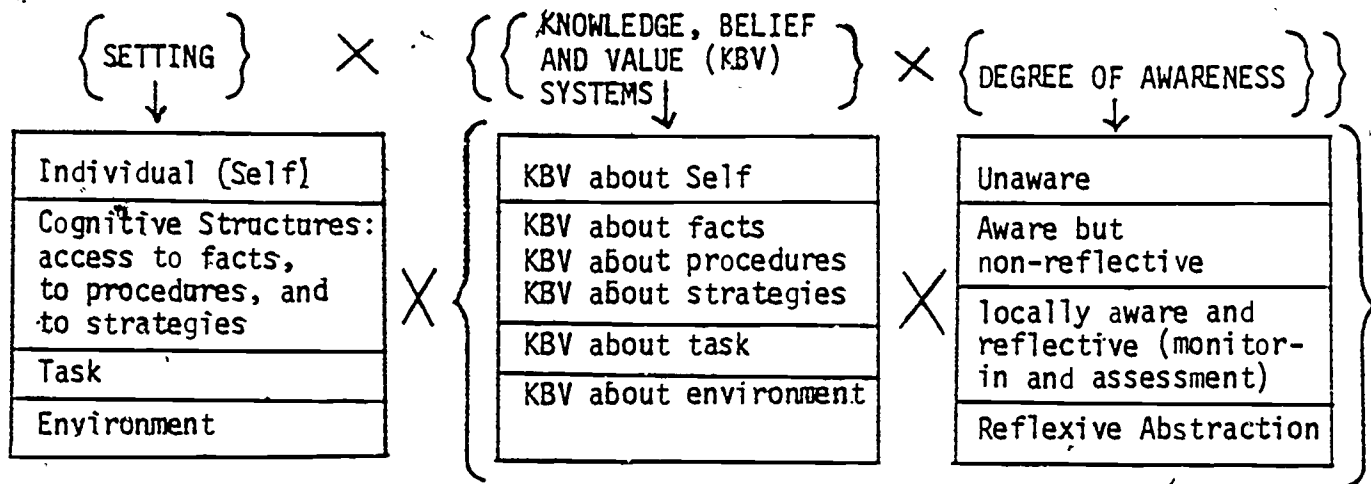 { SETTING } X { { KNOWLEDGE, BELIEF AND VALUE (KBV) SYSTEMS } X { DEGREE OF AWARENESS } }
Individual (Self)
Cognitive Structures:
access to facts,
to procedures, and
to strategies
Task
Environment
X
KBV about Self
KBV about facts
KBV about procedures
KBV about strategies
KBV about task
KBV about environment
X
Unaware
Aware but
non-reflective
locally aware and
reflective (monitor-
in and assessment)
Reflexive Abstraction